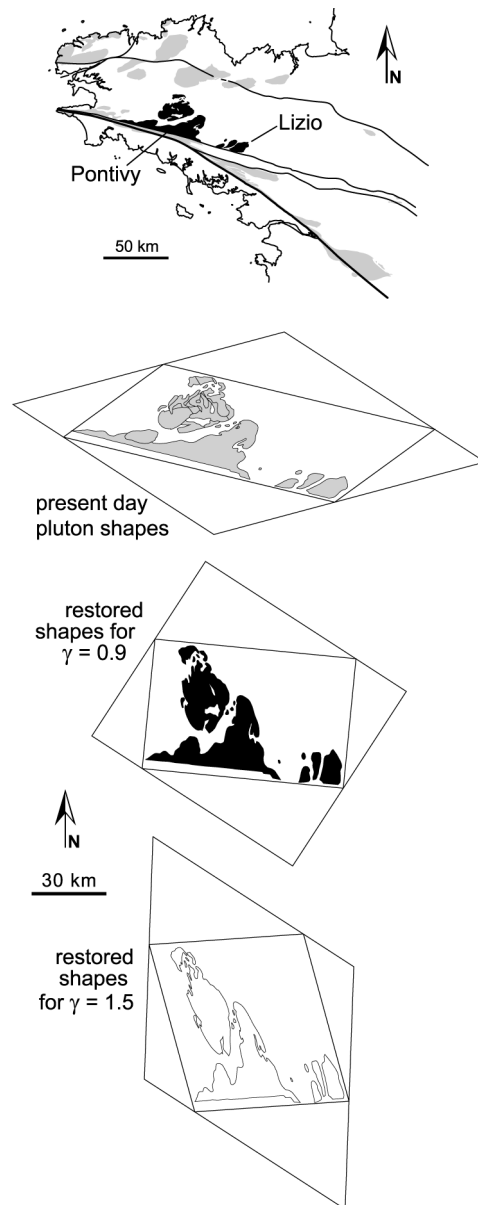 N
Lizio
Pontivy
50 km
present day
pluton shapes
restored
shapes for
γ = 0.9
N
30 km
restored
shapes
for γ = 1.5